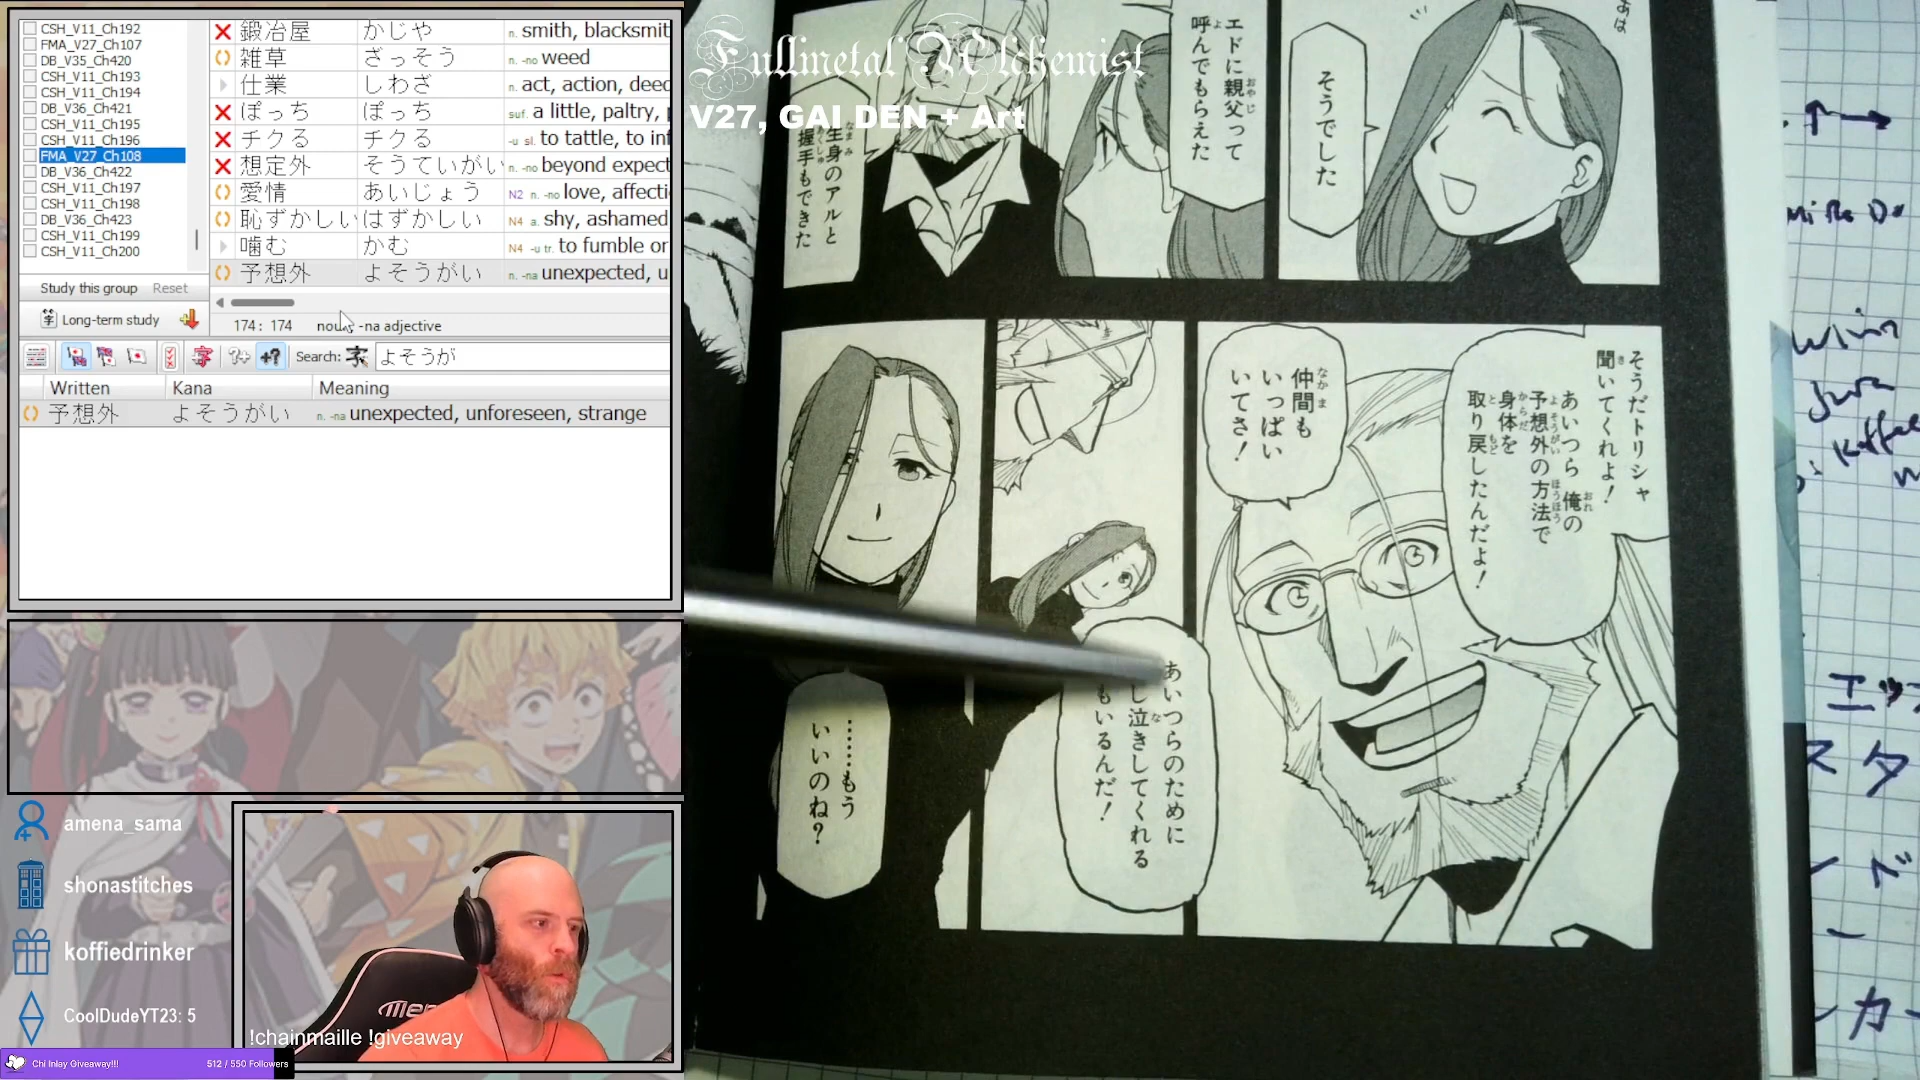 CSH_V11_Ch192
FMA_V27_Ch107
DB_V35_Ch420
CSH_V11_Ch193
CSH_V11_Ch194
DB_V36_Ch421
CSH_V11_Ch195
CSH_V11_Ch196
FMA_V27_Ch108
DB_V36_Ch422
CSH_V11_Ch197
CSH_V11_Ch198
DB_V36_Ch423
CSH_V11_Ch199
CSH_V11_Ch200
Study this group Reset
Long-term study
鍛冶屋 かじや n. smith, blacksmit
雑草 ざっそう n. -no weed
仕業 しわざ n. act, action, deed
ぽっち ぽっち suf. a little, paltry,
チクる チクる -u sl. to tattle, to inf
想定外 そうていがい n. -no beyond expect
愛情 あいじょう N2 n. -no love, affecti
恥ずかしい はずかしい N4 a. shy, ashamed
噛む かむ N4 -u tr. to fumble or
予想外 よそうがい n. -na unexpected, u
174: 174 noun, -na adjective
Search: 字 よそうが
Written Kana Meaning
予想外 よそうがい n. -na unexpected, unforeseen, strange
Fullmetal Alchemist
V27, GAI DEN + Art
そうでした
エドに親父って
呼んでもらえた
生身のアルと
握手もできた
そうだトリシャ
聞いてくれよ!
あいつら 俺の
予想外の方法で
身体を
取り戻したんだよ!
仲間も
いっぱい
いてさ!
あいつらのために
し泣きしてくれる
もいるんだ!
……もう
いいのね?
amena_sama
shonastitches
koffiedrinker
CoolDudeYT23: 5
!chainmaille !giveaway
Chi Inlay Giveaway!!! 512 / 550 Followers